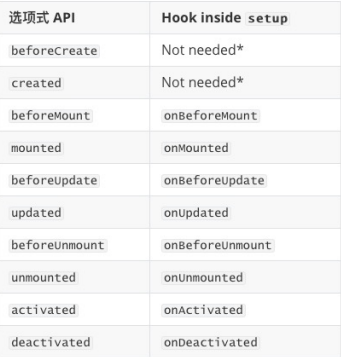 选项式 API Hook inside setup
beforeCreate Not needed*
created Not needed*
beforeMount onBeforeMount
mounted onMounted
beforeUpdate onBeforeUpdate
updated onUpdated
beforeUnmount onBeforeUnmount
unmounted onUnmounted
activated onActivated
deactivated onDeactivated